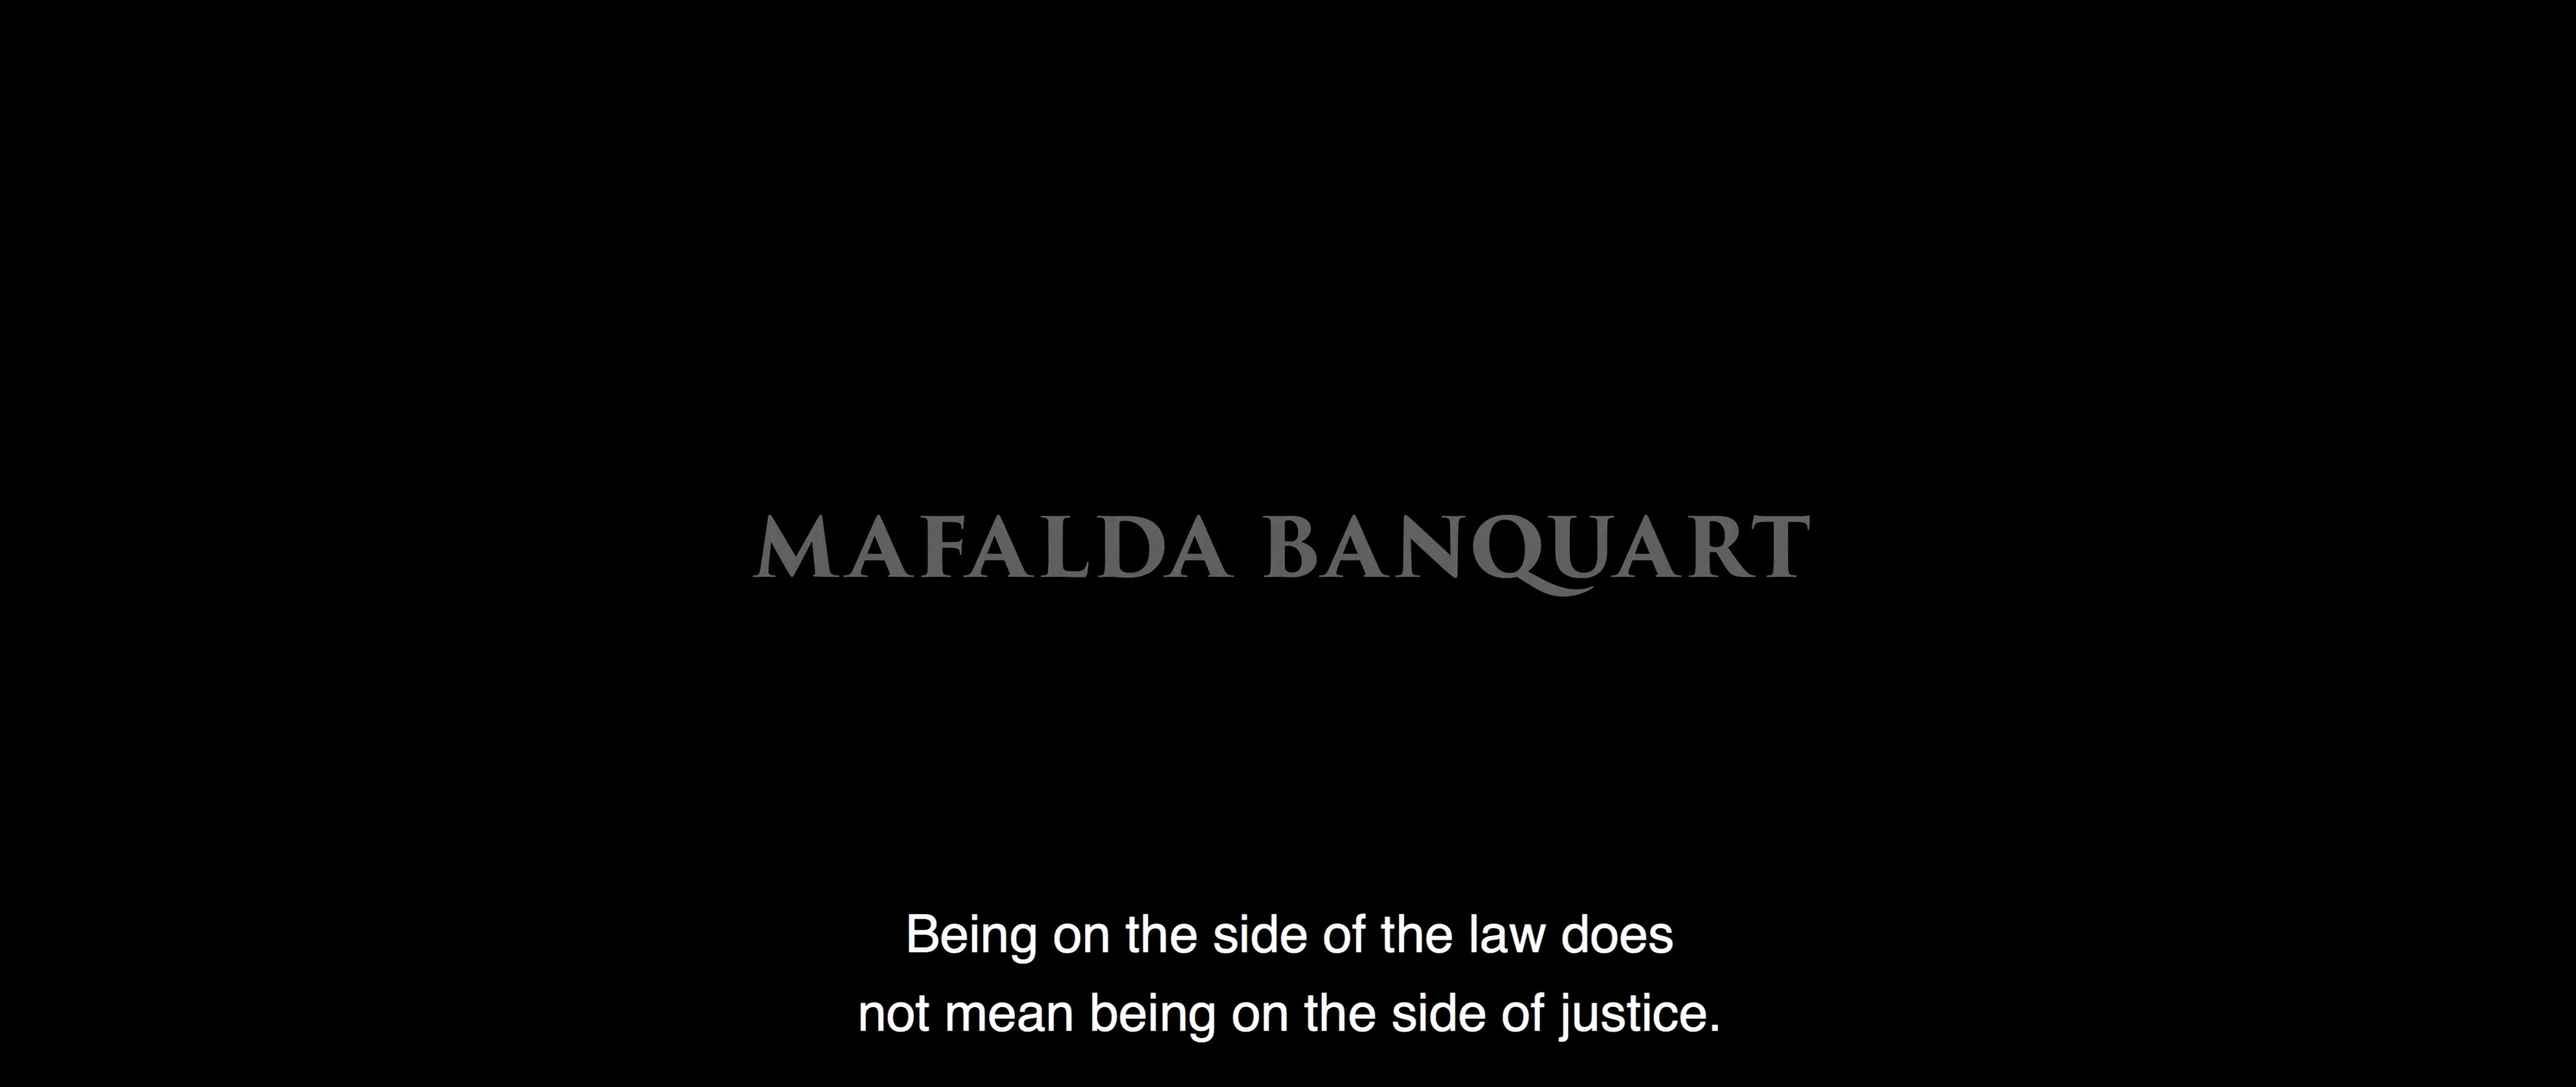 MAFALDA BANQUART
Being on the side of the law does
not mean being on the side of justice.